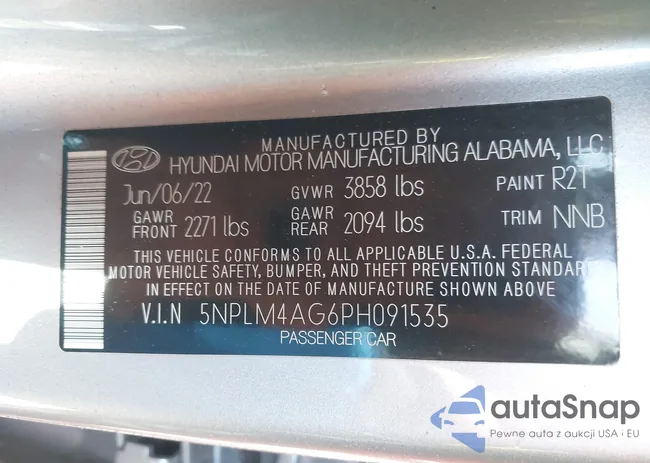 MANUFACTURED BY
HYUNDAI MOTOR MANUFACTURING ALABAMA, LLC
Jun/06/22 GVWR 3858 lbs PAINT R2T
GAWR FRONT 2271 lbs GAWR REAR 2094 lbs TRIM NNB
THIS VEHICLE CONFORMS TO ALL APPLICABLE U.S.A. FEDERAL
MOTOR VEHICLE SAFETY, BUMPER, AND THEFT PREVENTION STANDAR
IN EFFECT ON THE DATE OF MANUFACTURE SHOWN ABOVE
V.I.N 5NPLM4AG6PH091535
PASSENGER CAR
autaSnap
Pewne auta z aukcji USA i EU